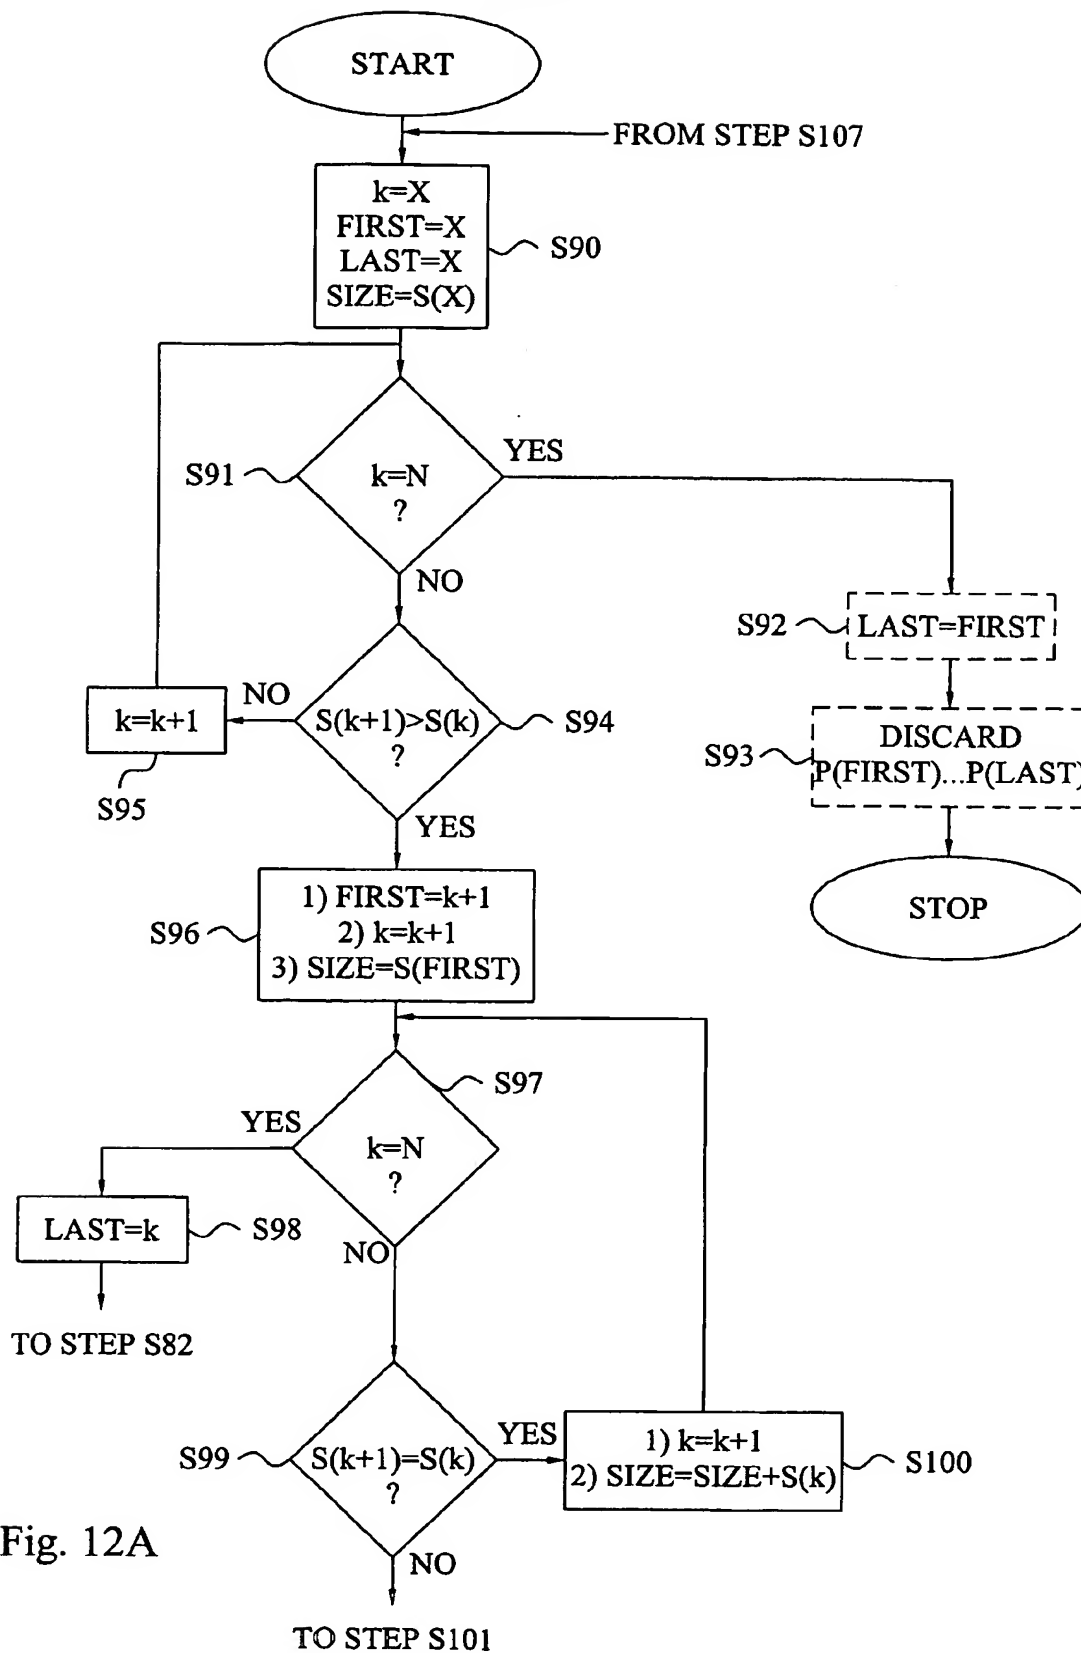 START
FROM STEP S107
k=X
FIRST=X
LAST=X
SIZE=S(X)
S90
S91
k=N
?
YES
NO
S92
LAST=FIRST
S93
DISCARD
P(FIRST)...P(LAST)
STOP
S94
S(k+1)>S(k)
?
NO
k=k+1
S95
YES
S96
1) FIRST=k+1
2) k=k+1
3) SIZE=S(FIRST)
S97
YES
k=N
?
NO
LAST=k
S98
TO STEP S82
S99
S(k+1)=S(k)
?
YES
1) k=k+1
2) SIZE=SIZE+S(k)
S100
NO
Fig. 12A
TO STEP S101